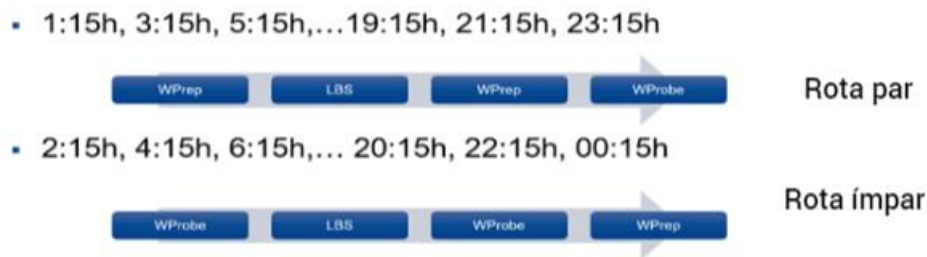 ▪ 1:15h, 3:15h, 5:15h,...19:15h, 21:15h, 23:15h
WPrep LBS WPrep WProbe
Rota par
▪ 2:15h, 4:15h, 6:15h,... 20:15h, 22:15h, 00:15h
WProbe LBS WProbe WPrep
Rota ímpar